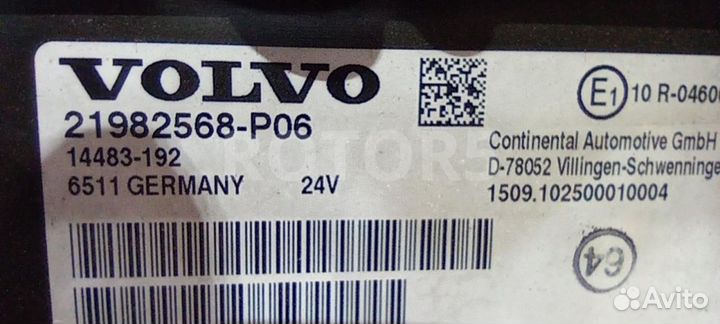 VOLVO
21982568-P06
14483-192
6511 GERMANY 24V
E1 10 R-0460
Continental Automotive GmbH
D-78052 Villingen-Schwenninge
1509.102500010004
64
ROTOR
Avito